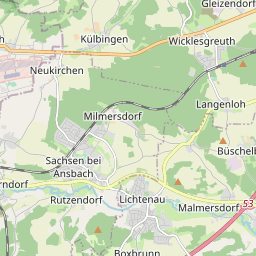 Gleizendorf
Külbingen
Wicklesgreuth
Neukirchen
Langenloh
Milmersdorf
Büschelb
Sachsen bei
Ansbach
rndorf
Rutzendorf
Lichtenau
Malmersdorf
53
Boxbrunn